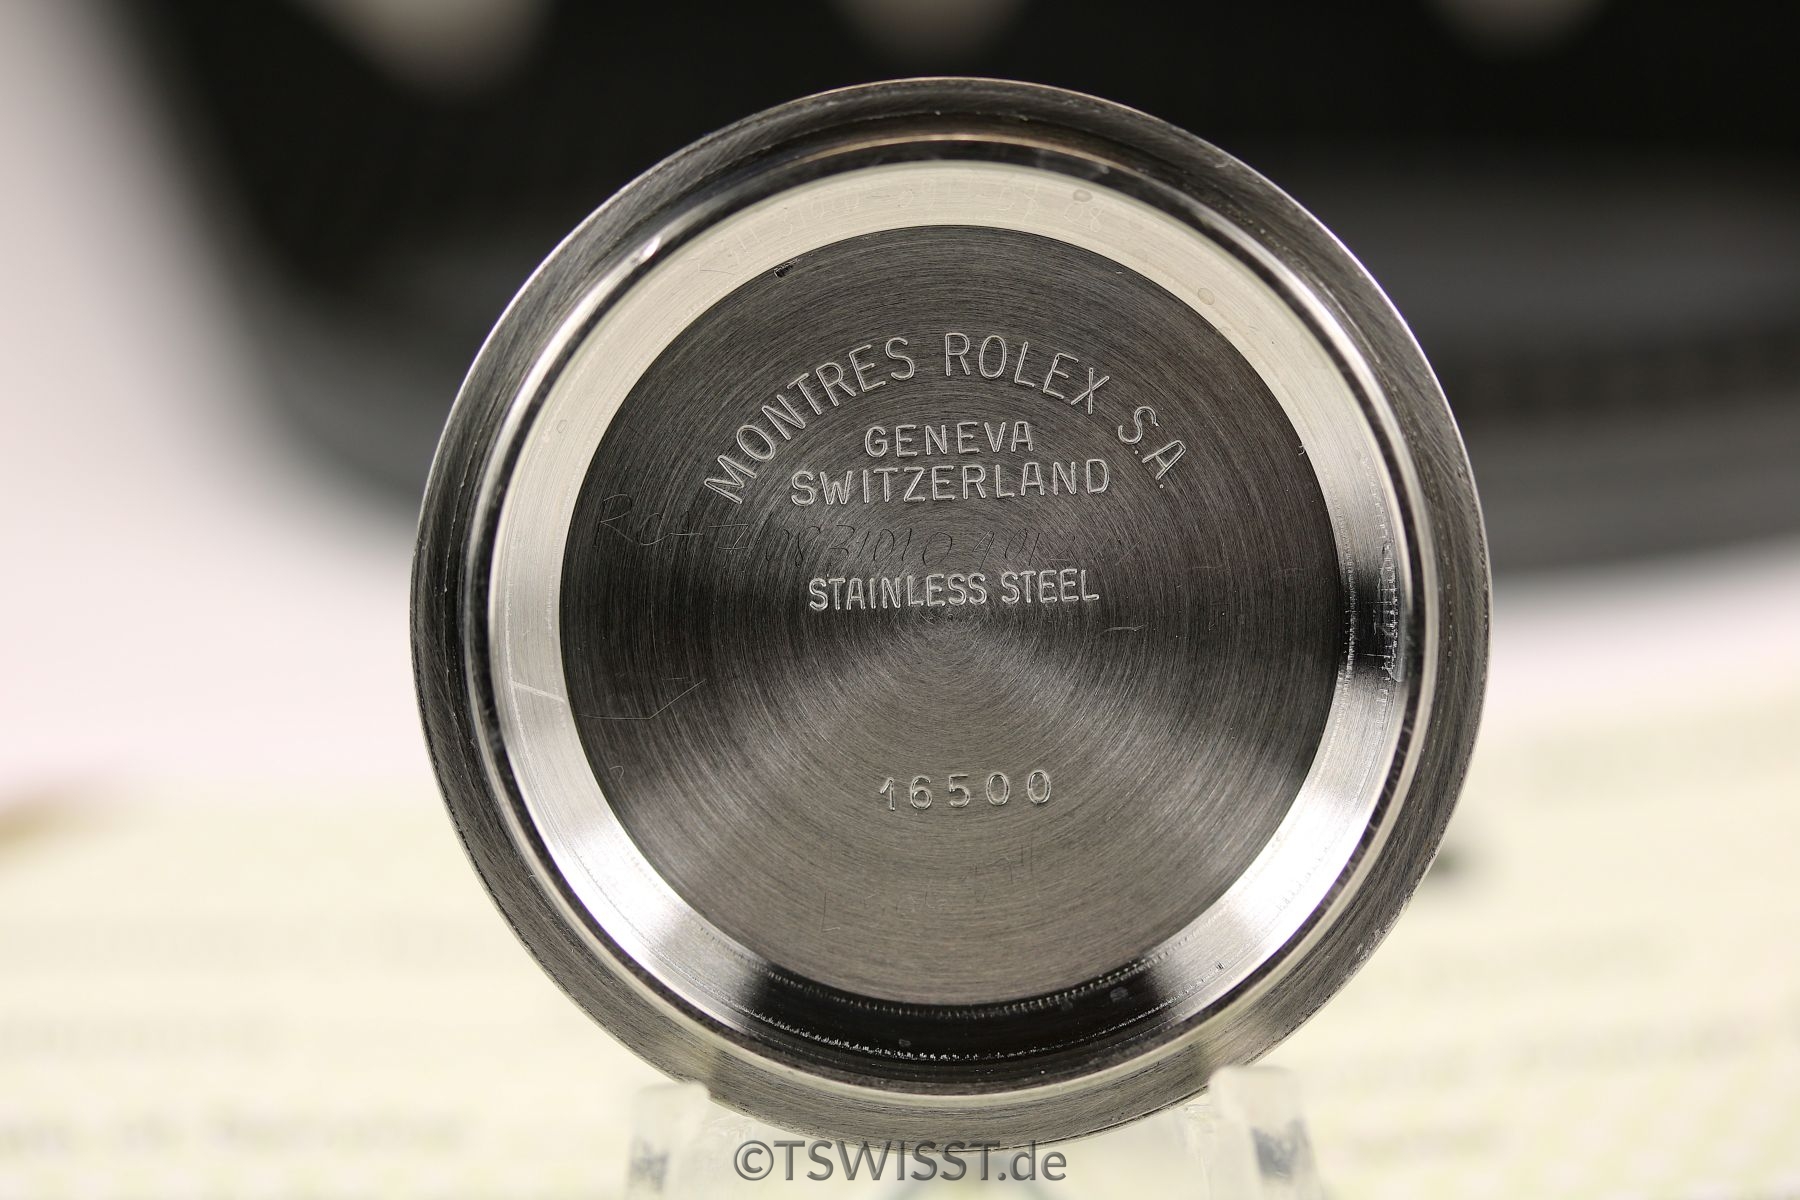 MONTRES ROLEX S.A.
GENEVA
SWITZERLAND
STAINLESS STEEL
16500
©TSWISST.de